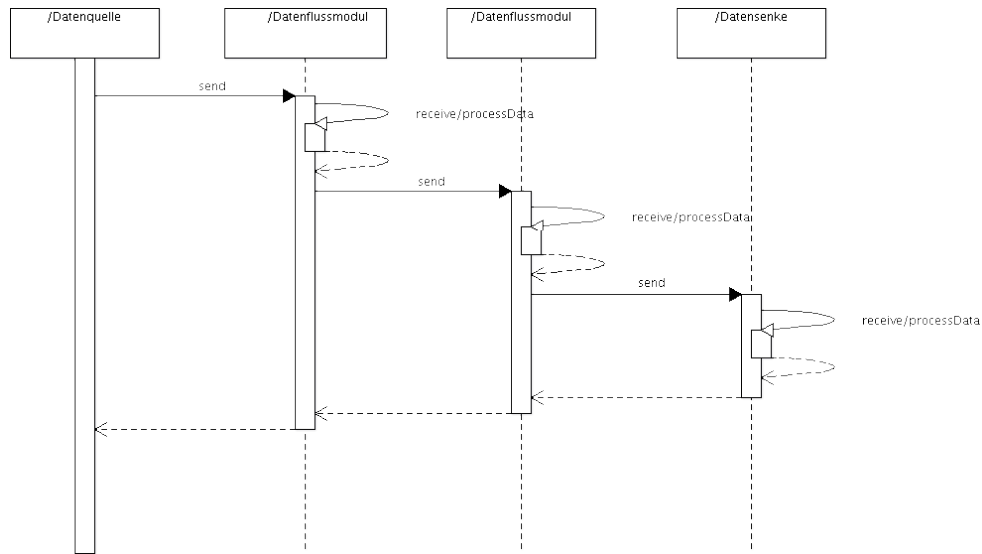 /Datenquelle
/Datenflussmodul
/Datenflussmodul
/Datensenke
send
receive/processData
send
receive/processData
send
receive/processData